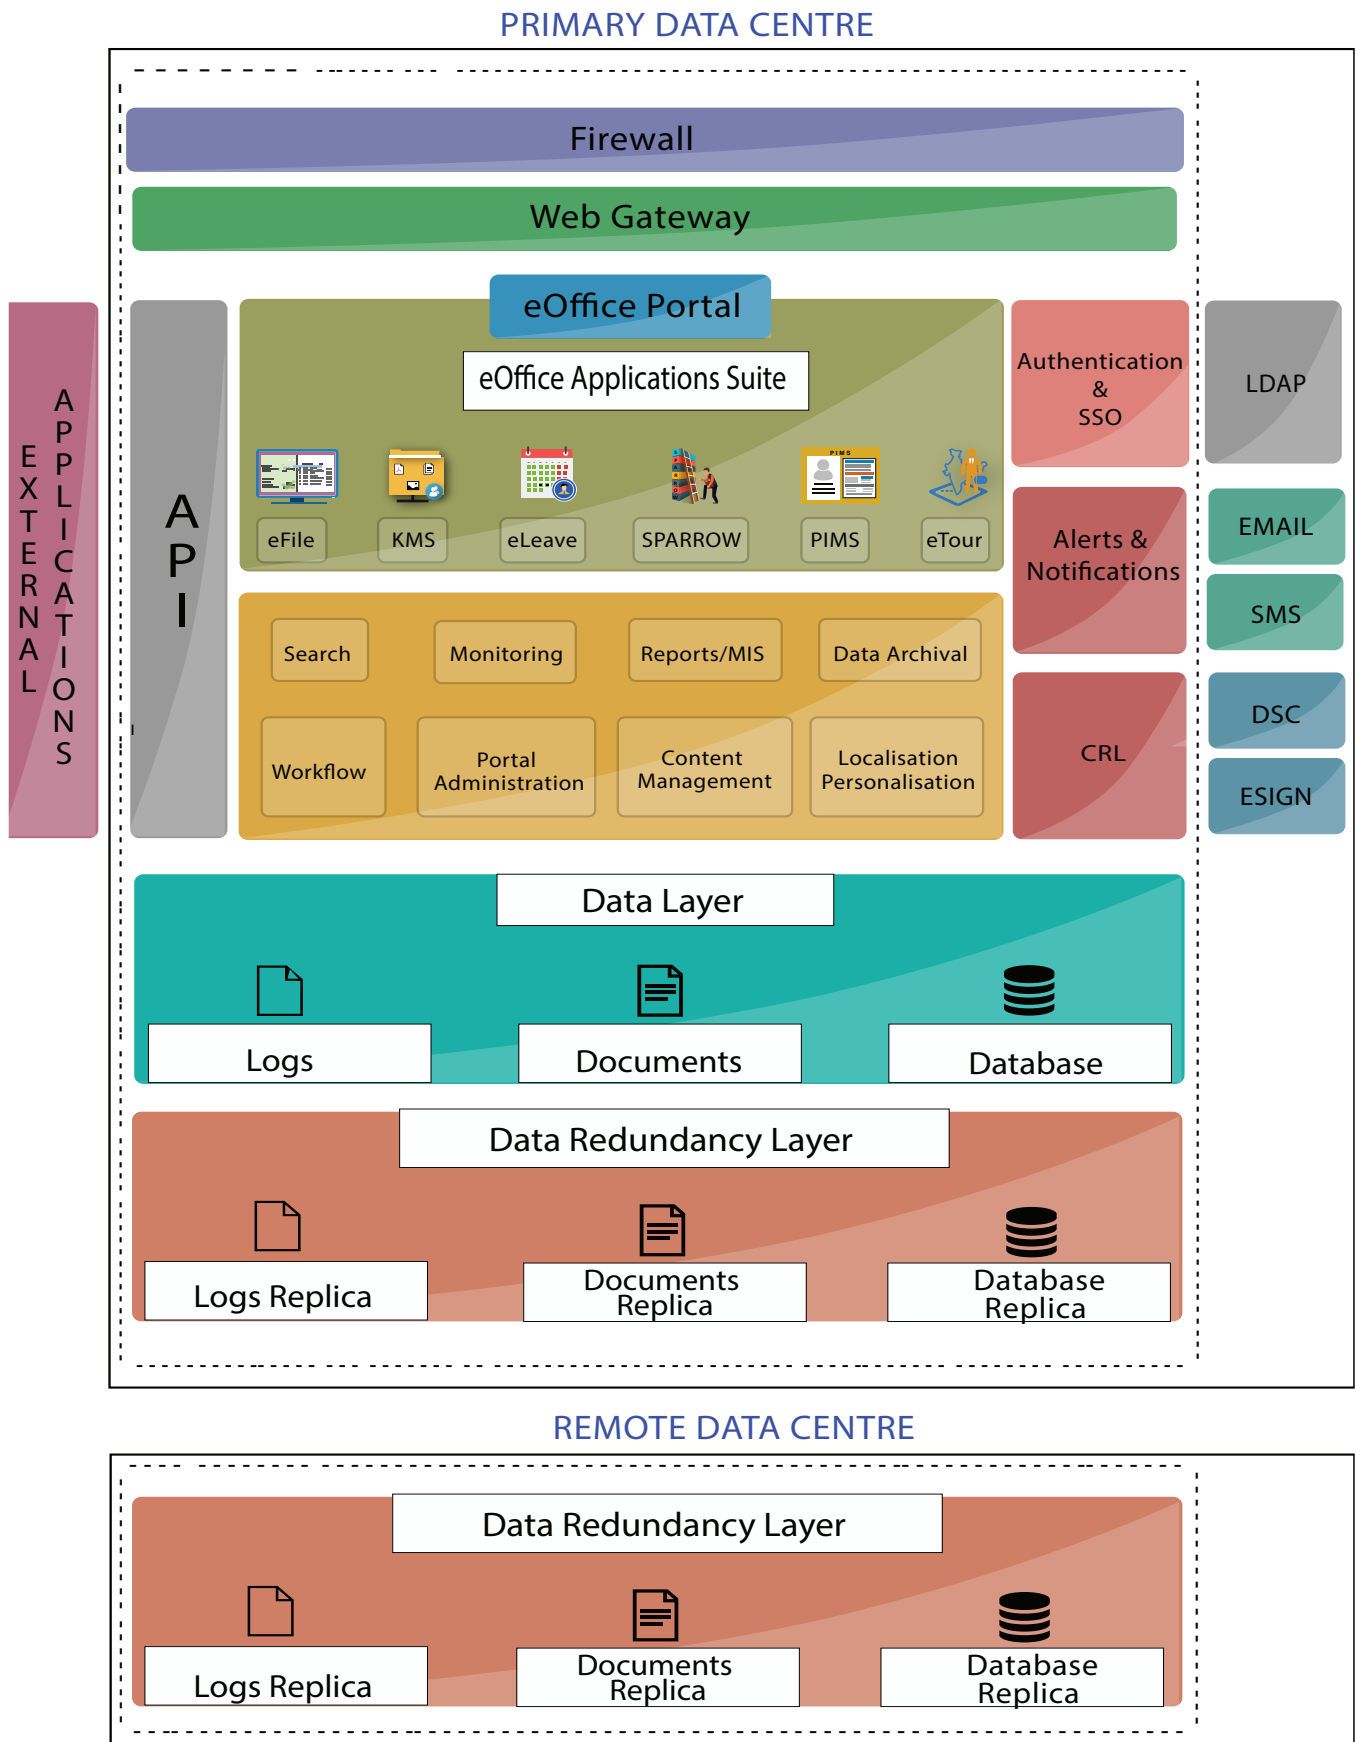 PRIMARY DATA CENTRE
Firewall
Web Gateway
eOffice Portal
eOffice Applications Suite
EXTERNAL
APPLICATIONS
API
PIMS
eFile
KMS
eLeave
SPARROW
PIMS
eTour
Authentication
&
SSO
LDAP
Alerts &
Notifications
EMAIL
SMS
Search
Monitoring
Reports/MIS
Data Archival
Workflow
Portal
Administration
Content
Management
Localisation
Personalisation
CRL
DSC
ESIGN
Data Layer
Logs
Documents
Database
Data Redundancy Layer
Logs Replica
Documents
Replica
Database
Replica
REMOTE DATA CENTRE
Data Redundancy Layer
Logs Replica
Documents
Replica
Database
Replica